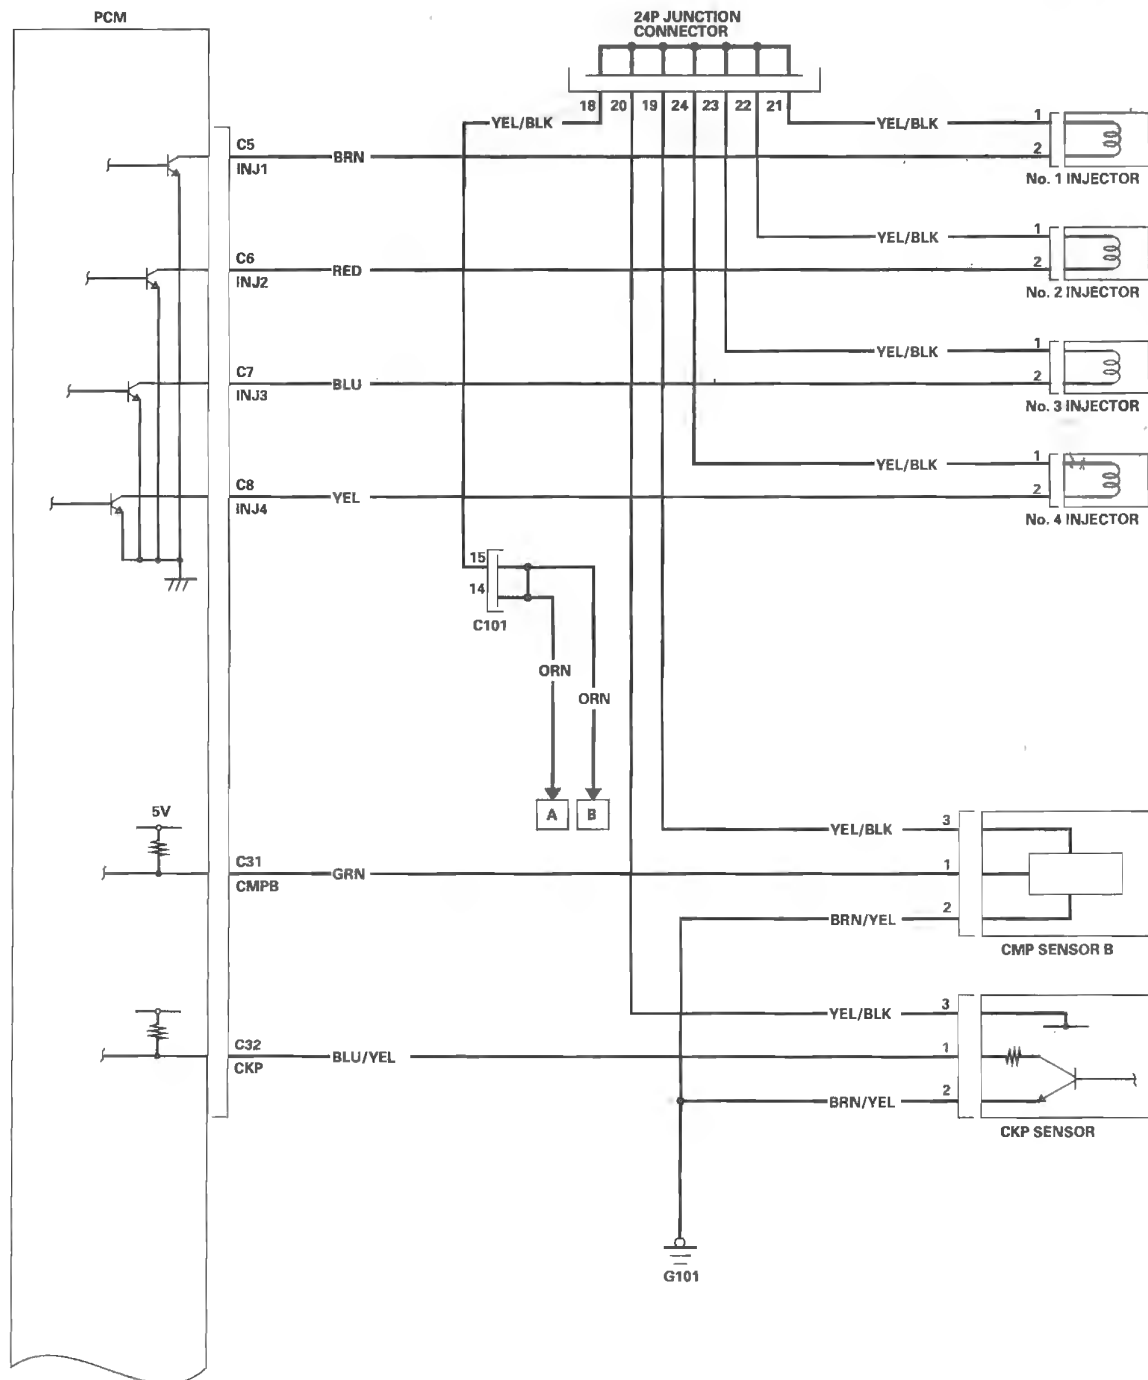 PCM
24P JUNCTION
CONNECTOR
18 20 19 24 23 22 21
YEL/BLK
YEL/BLK
1
C5
BRN
2
INJ1
No. 1 INJECTOR
YEL/BLK
1
C6
RED
2
INJ2
No. 2 INJECTOR
YEL/BLK
1
C7
BLU
2
INJ3
No. 3 INJECTOR
YEL/BLK
1
C8
YEL
2
INJ4
No. 4 INJECTOR
15
14
C101
ORN
ORN
A
B
5V
YEL/BLK
3
C31
GRN
1
CMPB
BRN/YEL
2
CMP SENSOR B
YEL/BLK
3
C32
BLU/YEL
1
CKP
BRN/YEL
2
CKP SENSOR
G101